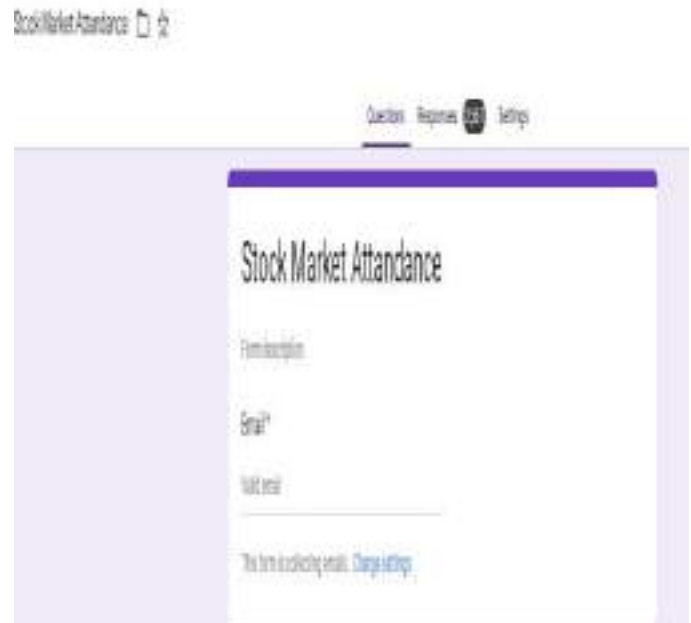 Stock Market Attandance
Questions Responses Settings
Stock Market Attandance
Form description
Email*
Valid email
This form is collecting emails. Change settings